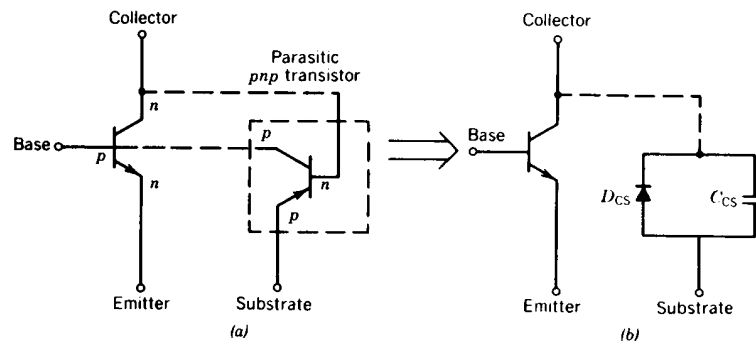 Collector
Parasitic
pnp transistor
n
Base
p
n
p
n
p
Emitter
Substrate
(a)
Collector
Base
D_CS
C_CS
Emitter
Substrate
(b)